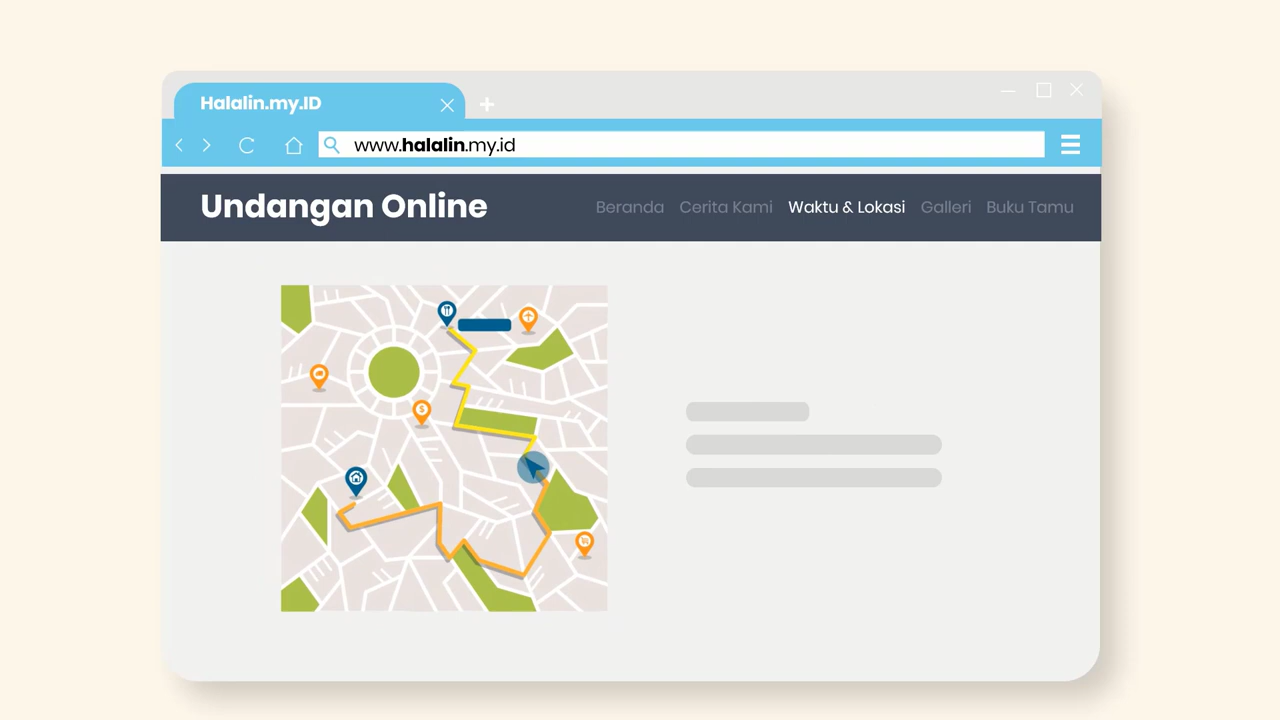 Halalin.my.ID
www.halalin.my.id
Undangan Online
Beranda Cerita Kami Waktu & Lokasi Galleri Buku Tamu
$